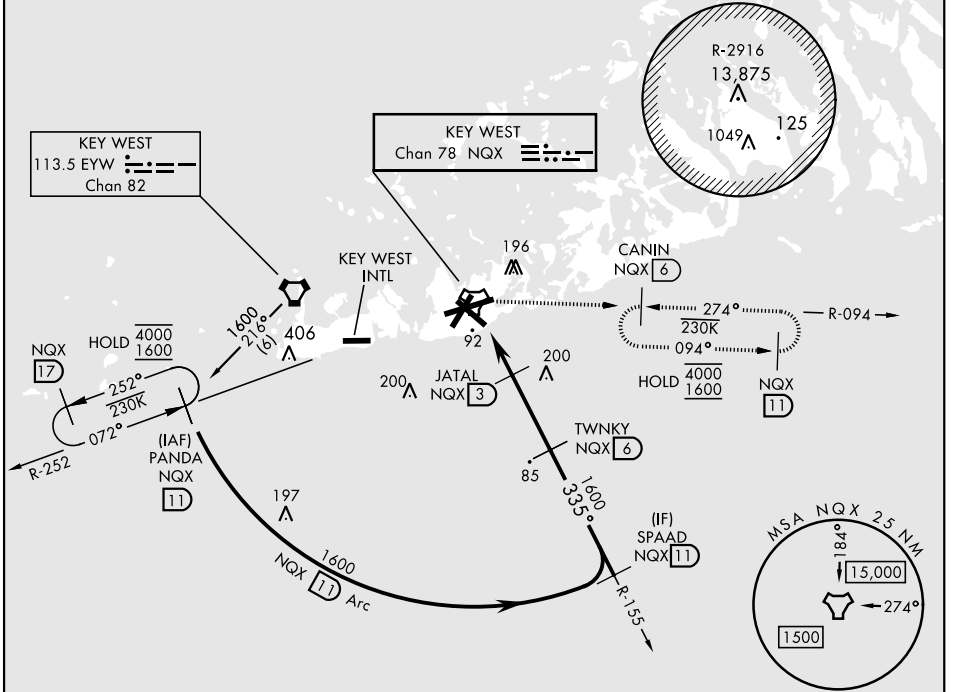 R-2916
13,875
1049
125
KEY WEST
113.5 EYW
Chan 82
KEY WEST
Chan 78 NQX
KEY WEST
INTL
196
CANIN
NQX 6
274°
230K
094°
R-094
HOLD 4000
1600
NQX
11
1600
216°
(6)
406
HOLD 4000
1600
NQX
17
252°
230K
072°
R-252
(IAF)
PANDA
NQX
11
92
200
JATAL
NQX 3
200
TWNKY
NQX 6
85
1600
335°
197
1600
NQX 11 Arc
(IF)
SPAAD
NQX 11
R-155
MSA NQX 25 NM
184°
15,000
274°
1500